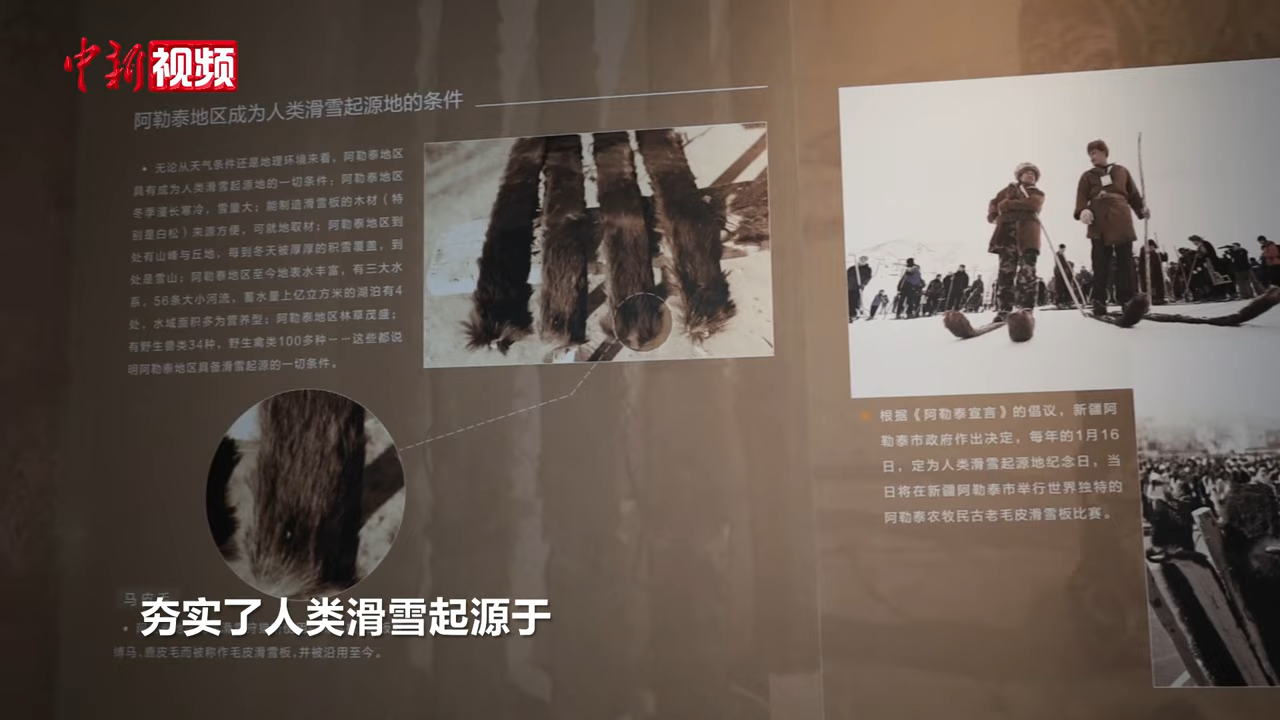 中新视频
阿勒泰地区成为人类滑雪起源地的条件
• 无论从天气条件还是地理环境来看，阿勒泰地区
具有成为人类滑雪起源地的一切条件：阿勒泰地区
冬季漫长寒冷，雪量大；能制造滑雪板的木材（特
别是白松）来源方便，可就地取材；阿勒泰地区到
处有山峰与丘地，每到冬天被厚厚的积雪覆盖，到
处是雪山；阿勒泰地区至今地表水丰富，有三大水
系，56条大小河流，蓄水量上亿立方米的湖泊有4
处，水域面积多为营养型；阿勒泰地区林草茂盛；
有野生兽类34种，野生禽类100多种——这些都说
明阿勒泰地区具备滑雪起源的一切条件。
根据《阿勒泰宣言》的倡议，新疆阿
勒泰市政府作出决定，每年的1月16
日，定为人类滑雪起源地纪念日，当
日将在新疆阿勒泰市举行世界独特的
阿勒泰农牧民古老毛皮滑雪板比赛。
马皮毛
夯实了人类滑雪起源于
缚马、鹿皮毛而被称作毛皮滑雪板，并被沿用至今。